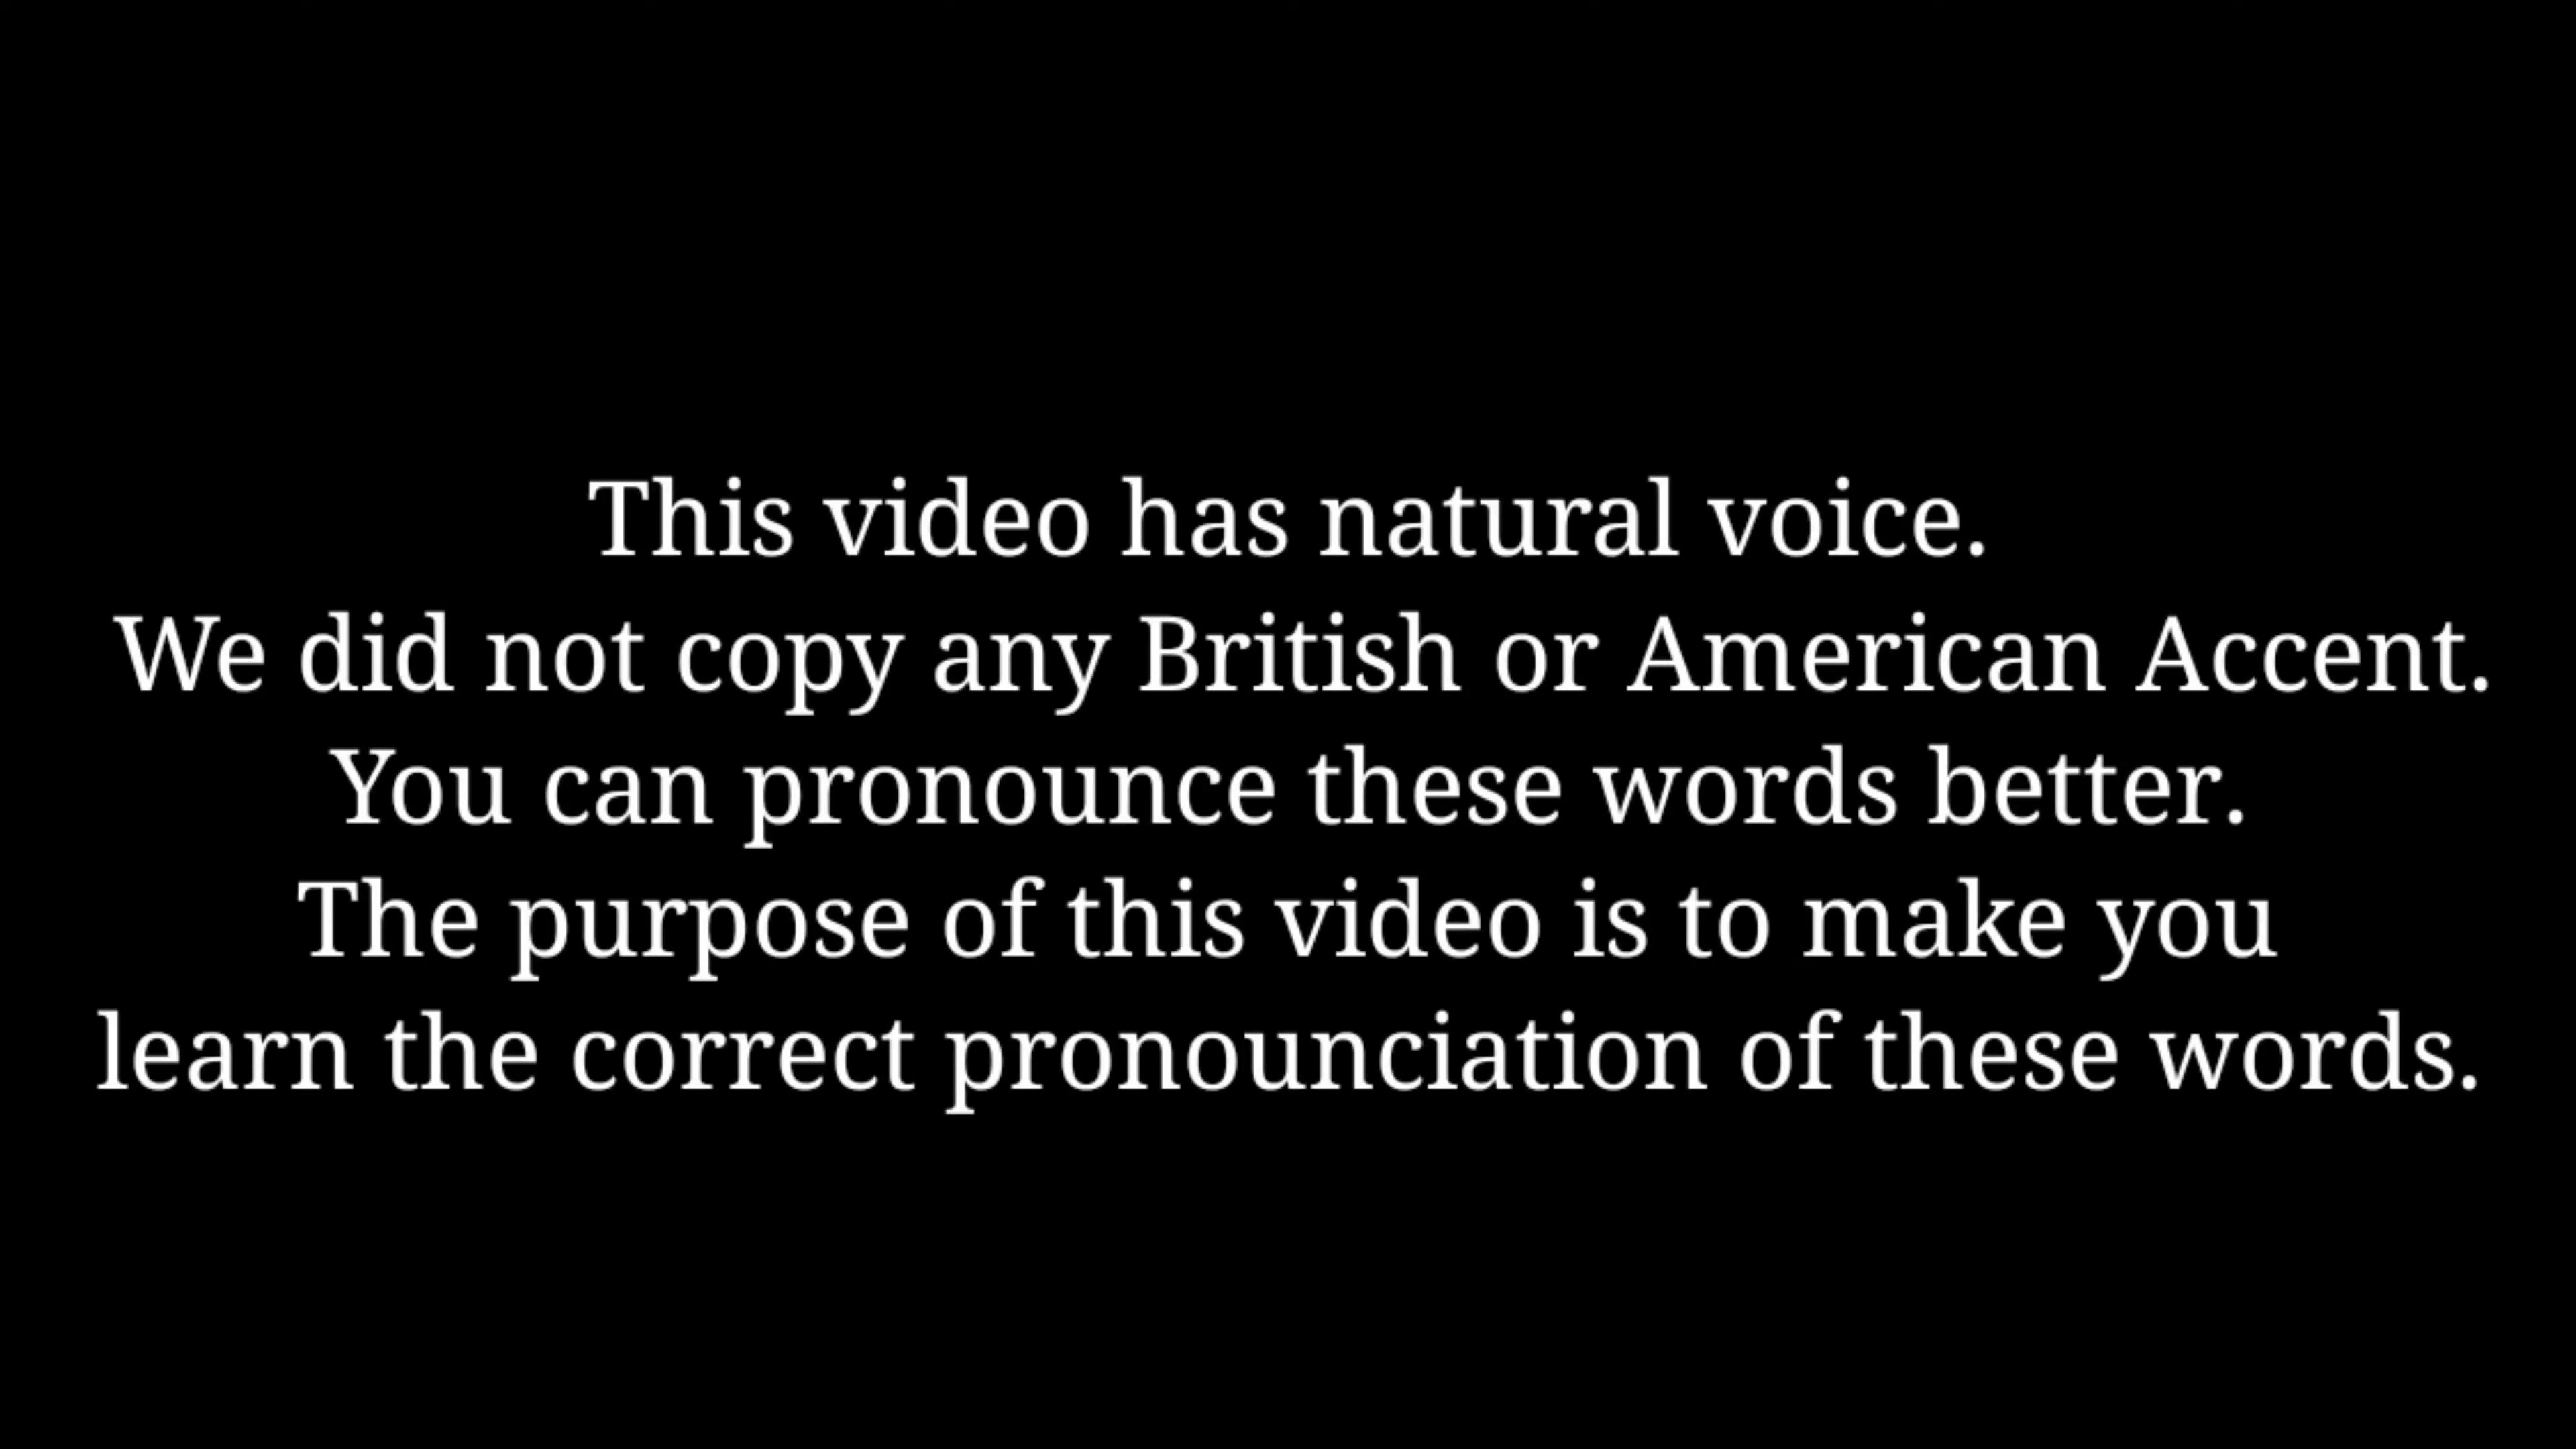 This video has natural voice.
We did not copy any British or American Accent.
You can pronounce these words better.
The purpose of this video is to make you
learn the correct pronounciation of these words.